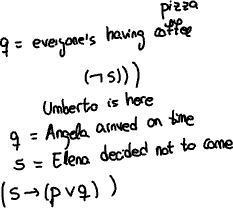 pizza
q = everyone's having coffee
(¬s)))
Umberto is here
q = Angela arrived on time
s = Elena decided not to come
(s→(p∨q))